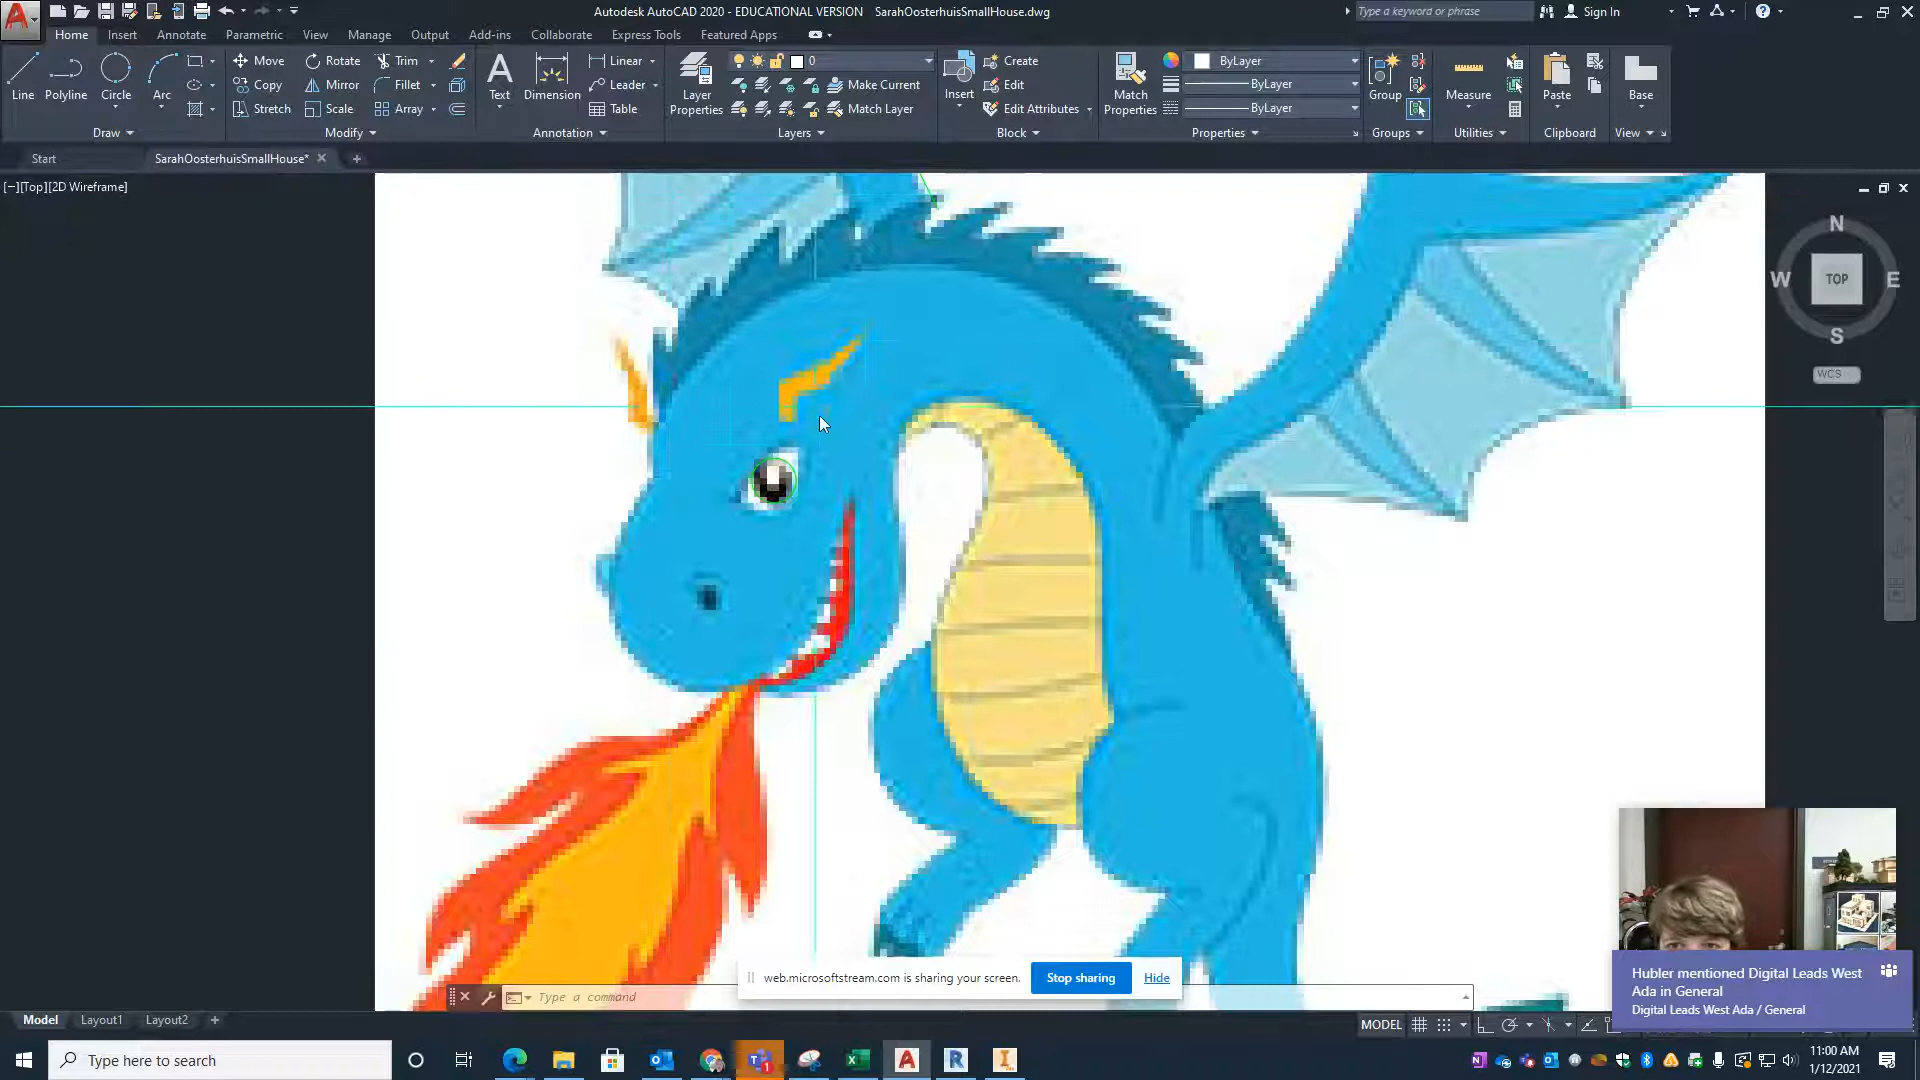 Autodesk AutoCAD 2020 - EDUCATIONAL VERSION SarahOosterhuisSmallHouse.dwg
Type a keyword or phrase
Sign In
Home Insert Annotate Parametric View Manage Output Add-ins Collaborate Express Tools Featured Apps
Line Polyline Circle Arc
Draw
Move Rotate Trim
Copy Mirror Fillet
Stretch Scale Array
Modify
Text Dimension
Linear
Leader
Table
Annotation
Layer Properties
0
Make Current
Match Layer
Layers
Insert
Create
Edit
Edit Attributes
Block
Match Properties
ByLayer
ByLayer
ByLayer
Properties
Group
Groups
Measure
Utilities
Paste
Clipboard
Base
View
Start SarahOosterhuisSmallHouse*
[−][Top][2D Wireframe]
N
W TOP E
S
WCS
web.microsoftstream.com is sharing your screen. Stop sharing Hide
Type a command
Hubler mentioned Digital Leads West
Ada in General
Digital Leads West Ada / General
Model Layout1 Layout2
MODEL
Type here to search
11:00 AM
1/12/2021